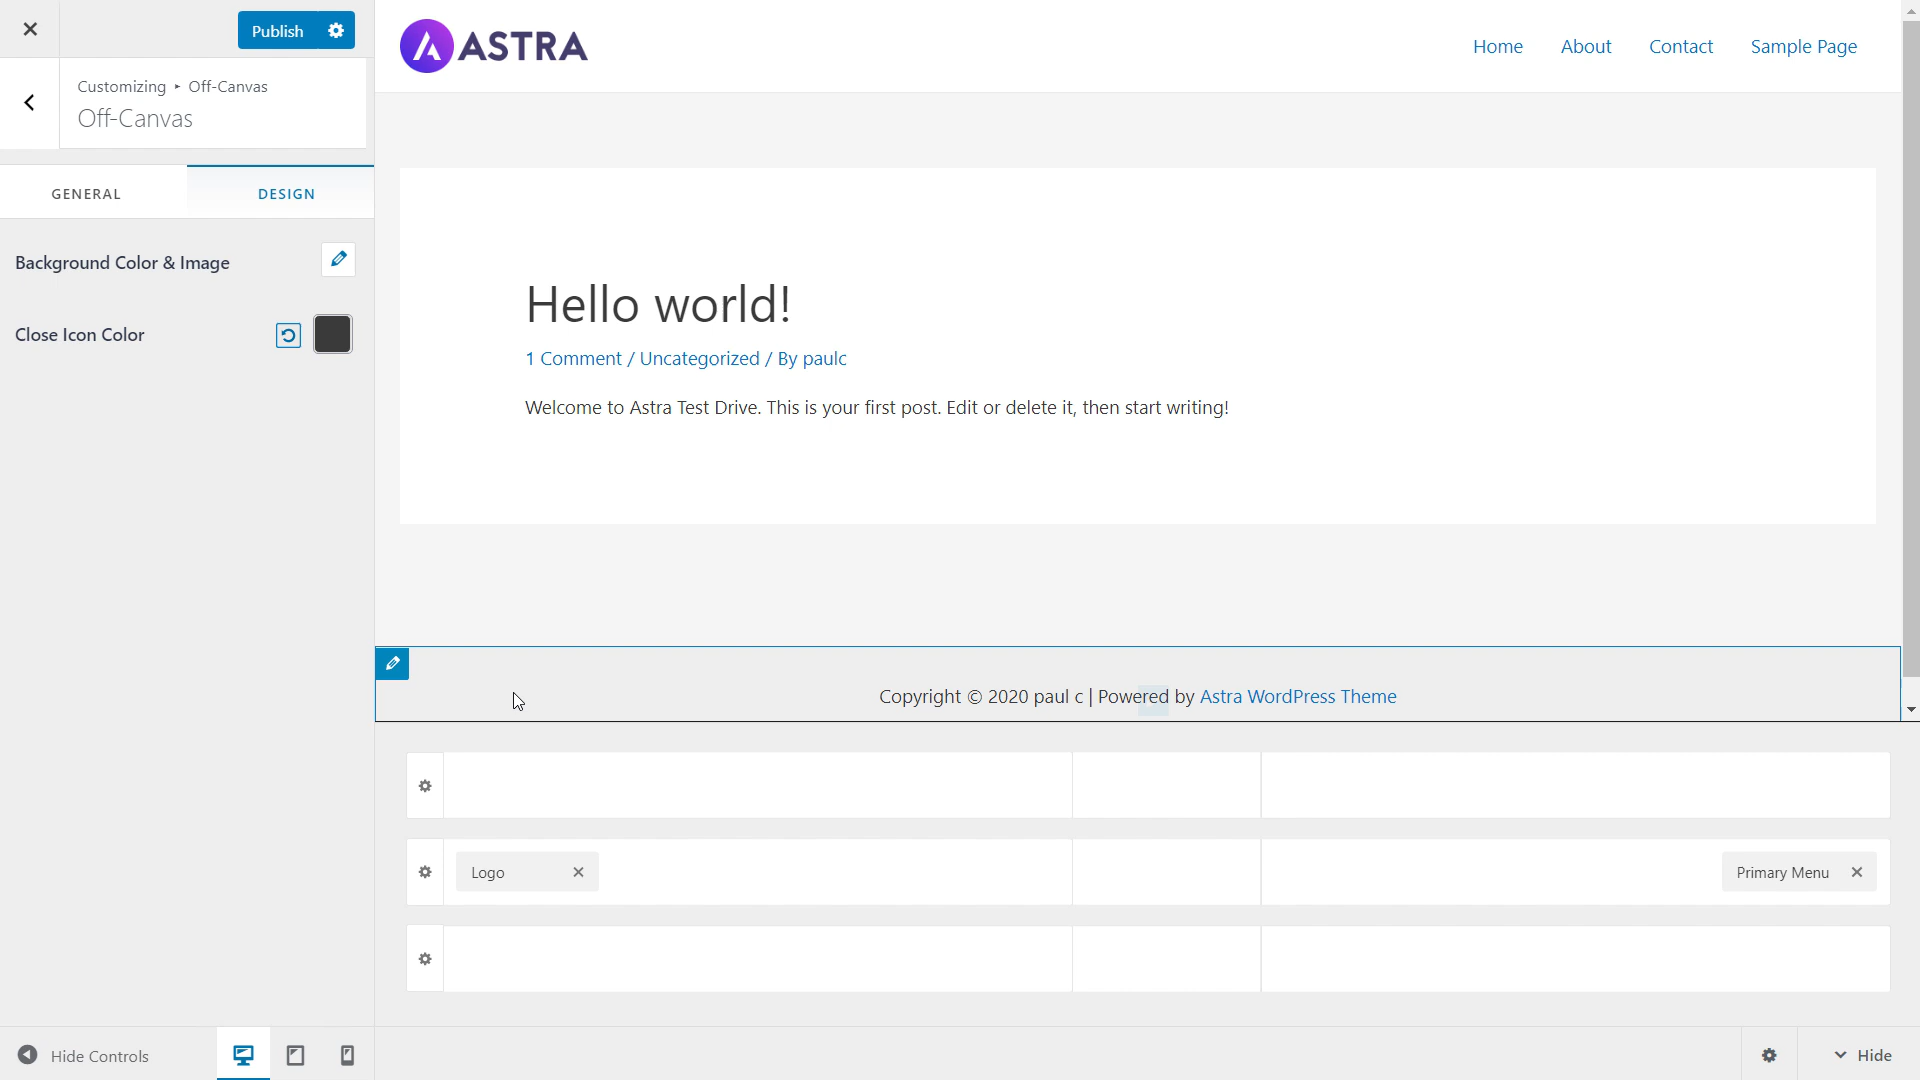 Publish
Customizing ▸ Off-Canvas
Off-Canvas
GENERAL
DESIGN
Background Color & Image
Close Icon Color
Hide Controls
ASTRA
Home
About
Contact
Sample Page
Hello world!
1 Comment / Uncategorized / By paulc
Welcome to Astra Test Drive. This is your first post. Edit or delete it, then start writing!
Copyright © 2020 paul c | Powered by Astra WordPress Theme
Logo
Primary Menu
Hide